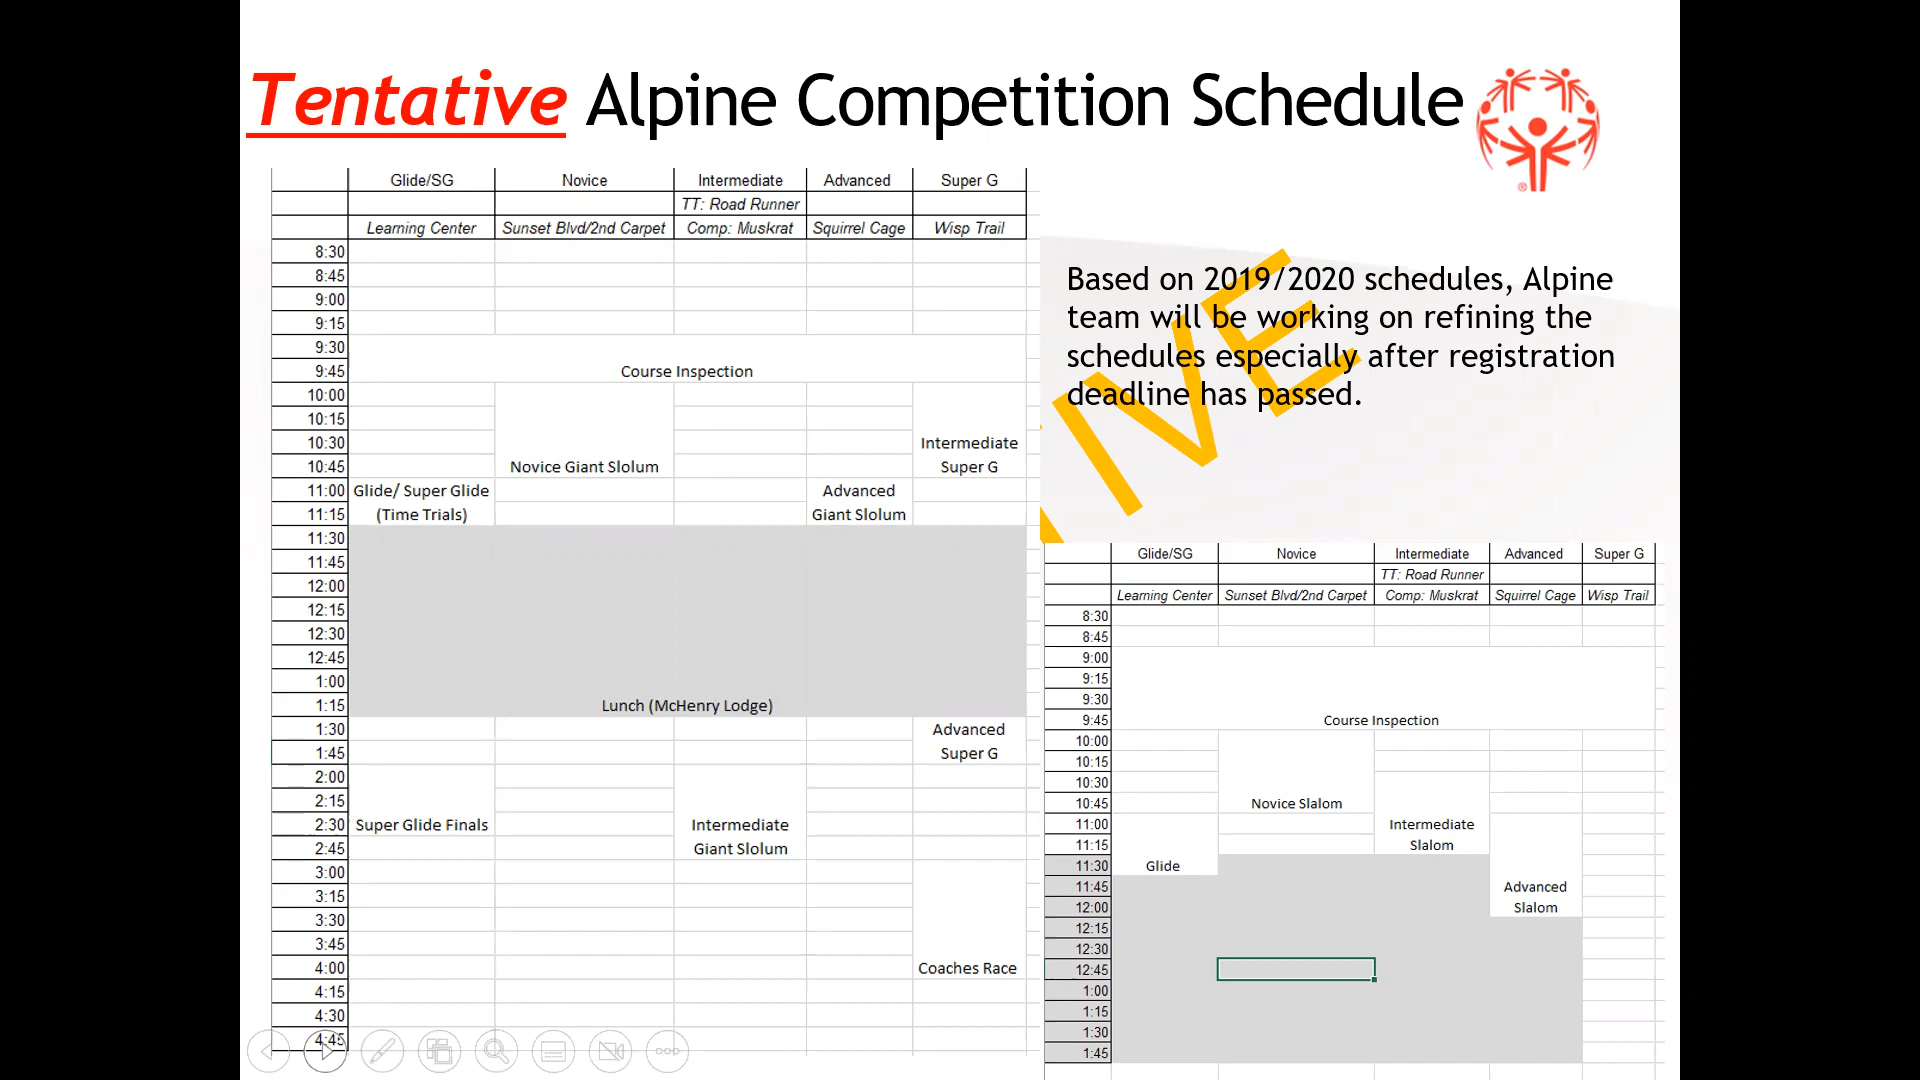 Tentative Alpine Competition Schedule
Glide/SG Novice Intermediate Advanced Super G
TT: Road Runner
Learning Center Sunset Blvd/2nd Carpet Comp: Muskrat Squirrel Cage Wisp Trail
8:30
8:45
9:00
9:15
9:30
9:45 Course Inspection
10:00
10:15
10:30 Intermediate
10:45 Novice Giant Slolum Super G
11:00 Glide/ Super Glide Advanced
11:15 (Time Trials) Giant Slolum
11:30
11:45
12:00
12:15
12:30
12:45
1:00
1:15 Lunch (McHenry Lodge)
1:30 Advanced
1:45 Super G
2:00
2:15
2:30 Super Glide Finals Intermediate
2:45 Giant Slolum
3:00
3:15
3:30
3:45
4:00 Coaches Race
4:15
4:30
4:45
Based on 2019/2020 schedules, Alpine
team will be working on refining the
schedules especially after registration
deadline has passed.
IVE
Glide/SG Novice Intermediate Advanced Super G
TT: Road Runner
Learning Center Sunset Blvd/2nd Carpet Comp: Muskrat Squirrel Cage Wisp Trail
8:30
8:45
9:00
9:15
9:30
9:45 Course Inspection
10:00
10:15
10:30
10:45 Novice Slalom
11:00 Intermediate
11:15 Slalom
11:30 Glide
11:45 Advanced
12:00 Slalom
12:15
12:30
12:45
1:00
1:15
1:30
1:45